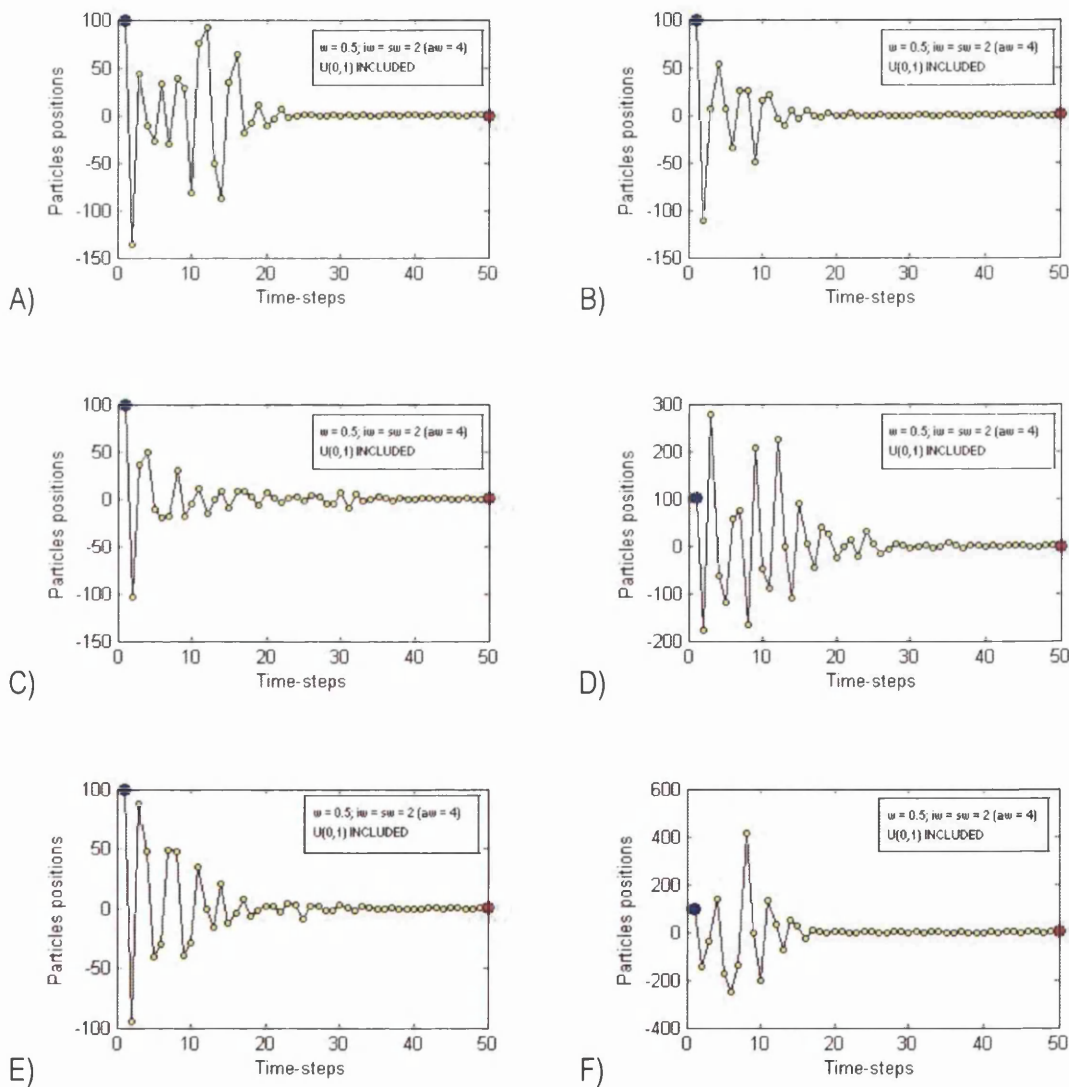 100
50
0
-50
-100
-150
Particles positions
w = 0.5; iw = sw = 2 (aw = 4)
U(0,1) INCLUDED
0 10 20 30 40 50
Time-steps
A)
100
50
0
-50
-100
-150
Particles positions
w = 0.5; iw = sw = 2 (aw = 4)
U(0,1) INCLUDED
0 10 20 30 40 50
Time-steps
B)
100
50
0
-50
-100
-150
Particles positions
w = 0.5; iw = sw = 2 (aw = 4)
U(0,1) INCLUDED
0 10 20 30 40 50
Time-steps
C)
300
200
100
0
-100
-200
Particles positions
w = 0.5; iw = sw = 2 (aw = 4)
U(0,1) INCLUDED
0 10 20 30 40 50
Time-steps
D)
100
50
0
-50
-100
Particles positions
w = 0.5; iw = sw = 2 (aw = 4)
U(0,1) INCLUDED
0 10 20 30 40 50
Time-steps
E)
600
400
200
0
-200
-400
Particles positions
w = 0.5; iw = sw = 2 (aw = 4)
U(0,1) INCLUDED
0 10 20 30 40 50
Time-steps
F)